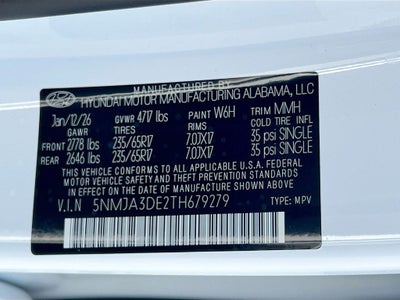 MANUFACTURED BY
HYUNDAI MOTOR MANUFACTURING ALABAMA, LLC
Jan/12/26 GVWR 4717 lbs PAINT W6H TRIM MMH
GAWR TIRES RIMS COLD TIRE INFL
FRONT 2778 lbs 235/65R17 7.0JX17 35 psi SINGLE
REAR 2646 lbs 235/65R17 7.0JX17 35 psi SINGLE
THIS VEHICLE CONFORMS TO ALL APPLICABLE U.S.A FEDERAL
MOTOR VEHICLE SAFETY, BUMPER, AND THEFT PREVENTION
STANDARDS IN EFFECT ON THE DATE OF MANUFACTURE SHOWN ABOVE.
V.I.N 5NMJA3DE2TH679279 TYPE: MPV